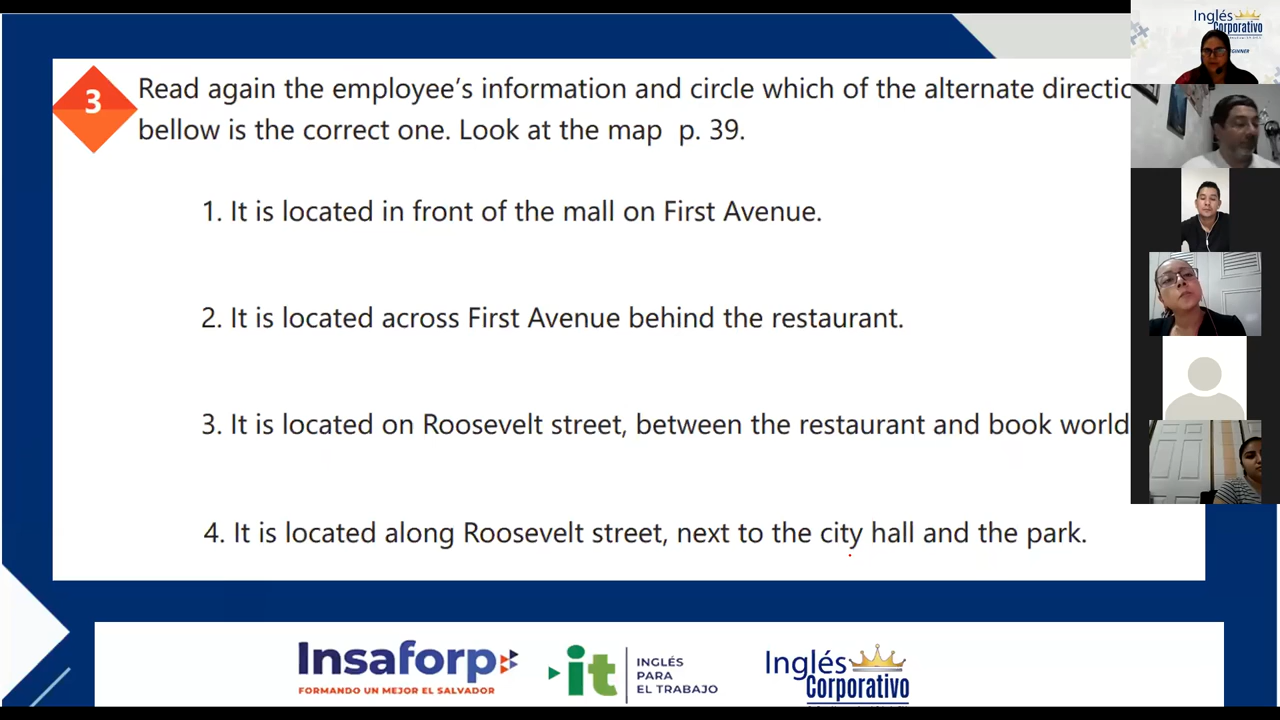 3
Read again the employee's information and circle which of the alternate directio
bellow is the correct one. Look at the map p. 39.
1. It is located in front of the mall on First Avenue.
2. It is located across First Avenue behind the restaurant.
3. It is located on Roosevelt street, between the restaurant and book world
4. It is located along Roosevelt street, next to the city hall and the park.
Insaforp
FORMANDO UN MEJOR EL SALVADOR
it
INGLÉS
PARA
EL TRABAJO
Inglés
Corporativo
Inglés
Corporativo